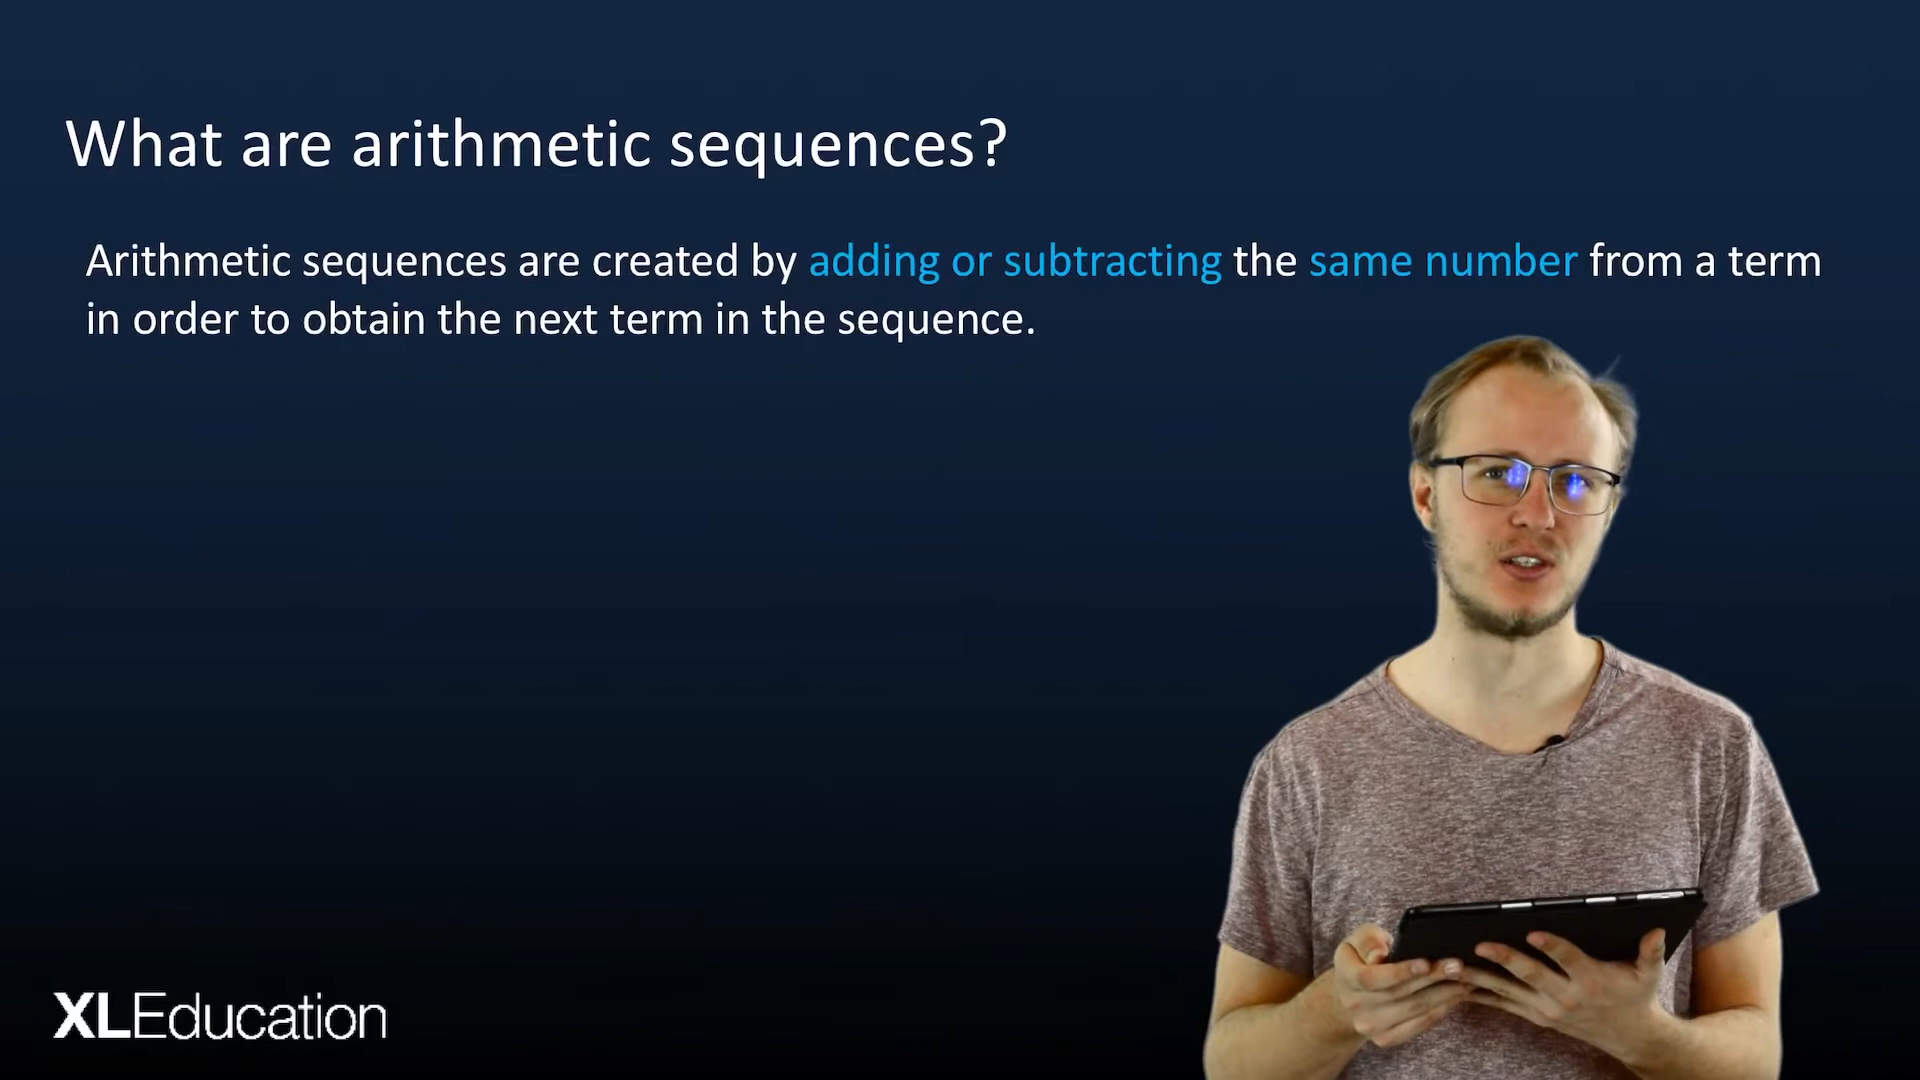 What are arithmetic sequences?
Arithmetic sequences are created by adding or subtracting the same number from a term
in order to obtain the next term in the sequence.
XLEducation